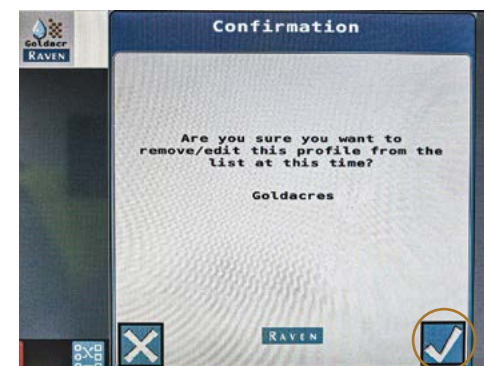 Goldacr
RAVEN
Confirmation
Are you sure you want to
remove/edit this profile from the
list at this time?
Goldacres
RAVEN